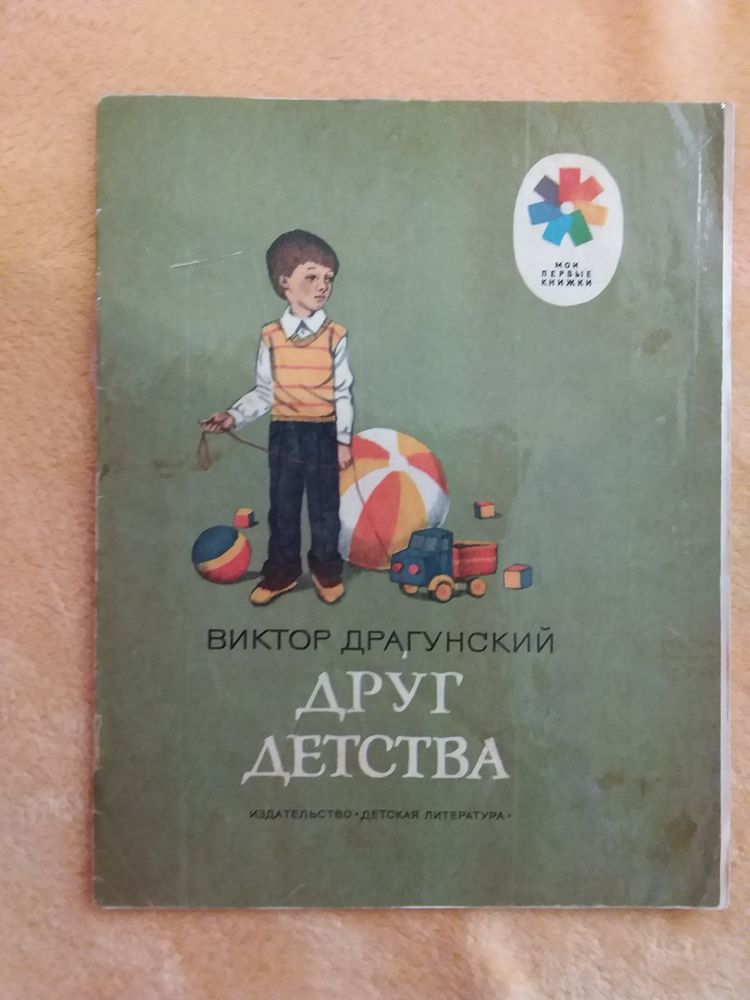 МОИ
ПЕРВЫЕ
КНИЖКИ
ВИКТОР ДРАГУНСКИЙ
ДРУГ
ДЕТСТВА
ИЗДАТЕЛЬСТВО • ДЕТСКАЯ ЛИТЕРАТУРА •